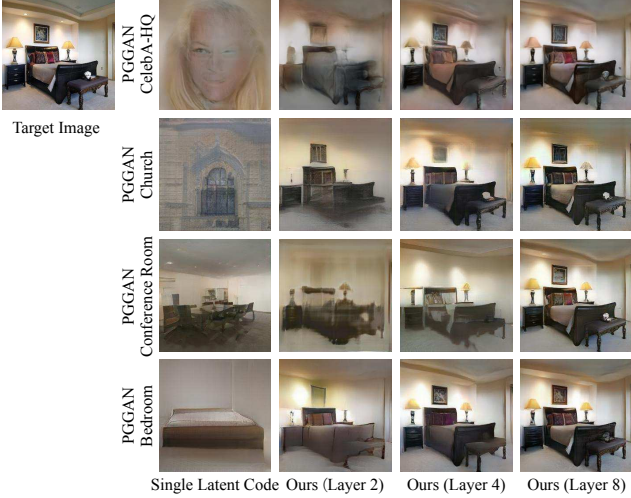 Target Image
PGGAN
CelebA-HQ
PGGAN
Church
PGGAN
Conference Room
PGGAN
Bedroom
Single Latent Code
Ours (Layer 2)
Ours (Layer 4)
Ours (Layer 8)